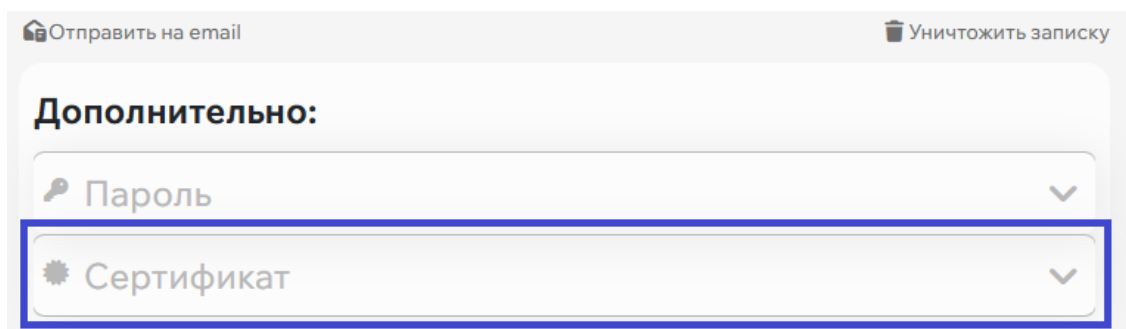 Отправить на email Уничтожить записку
Дополнительно:
Пароль
Сертификат